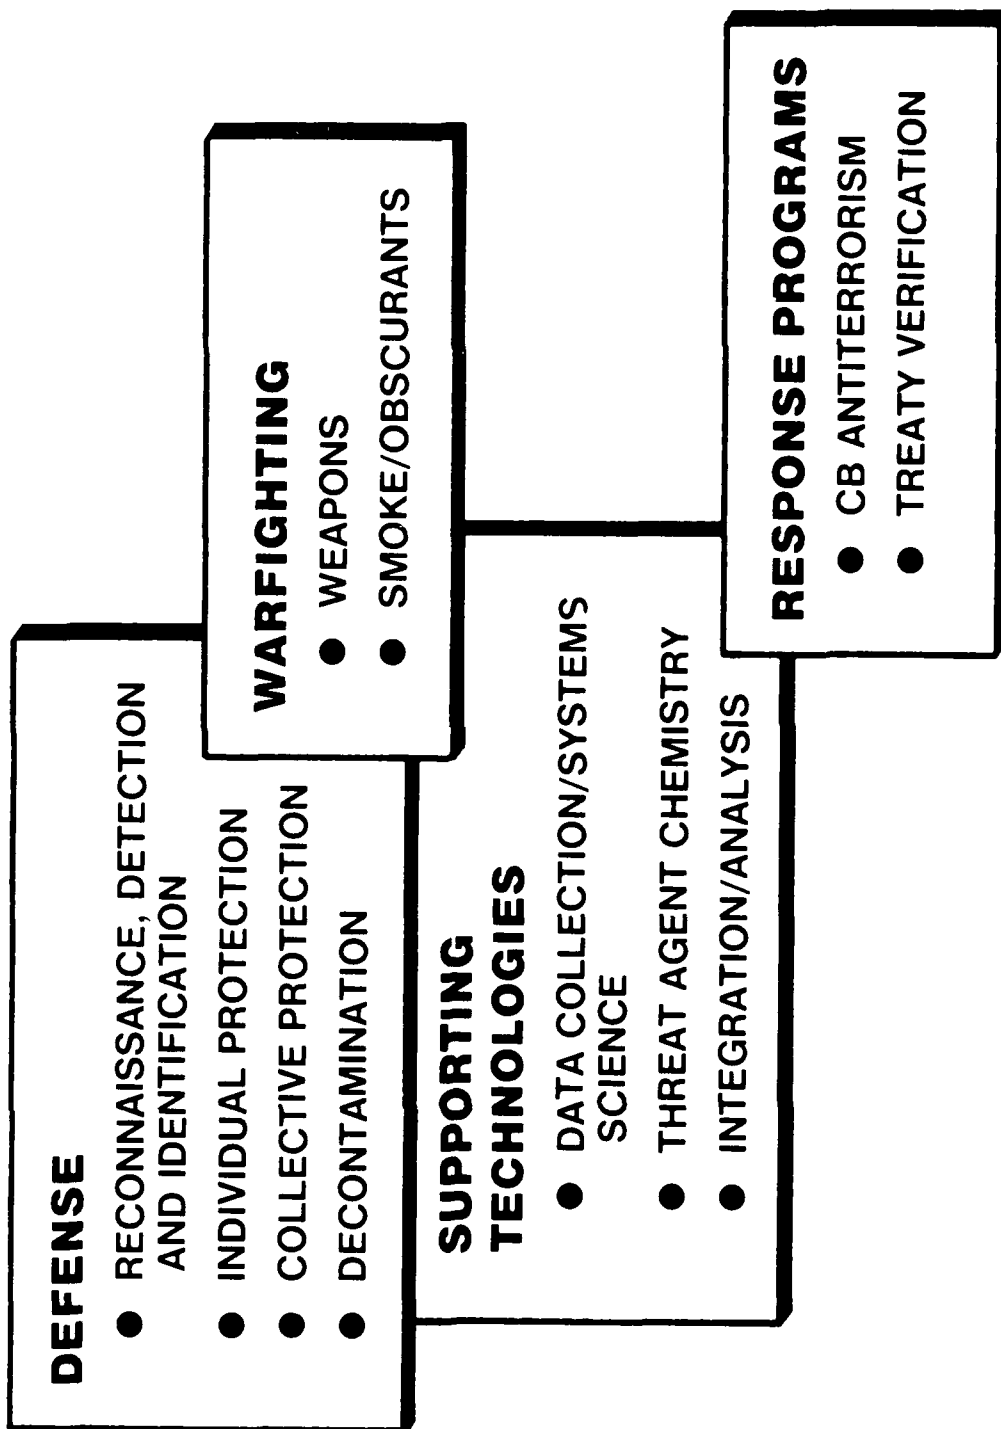 DEFENSE
● RECONNAISSANCE, DETECTION
AND IDENTIFICATION
● INDIVIDUAL PROTECTION
● COLLECTIVE PROTECTION
● DECONTAMINATION
WARFIGHTING
● WEAPONS
● SMOKE/OBSCURANTS
SUPPORTING
TECHNOLOGIES
● DATA COLLECTION/SYSTEMS
SCIENCE
● THREAT AGENT CHEMISTRY
● INTEGRATION/ANALYSIS
RESPONSE PROGRAMS
● CB ANTITERRORISM
● TREATY VERIFICATION